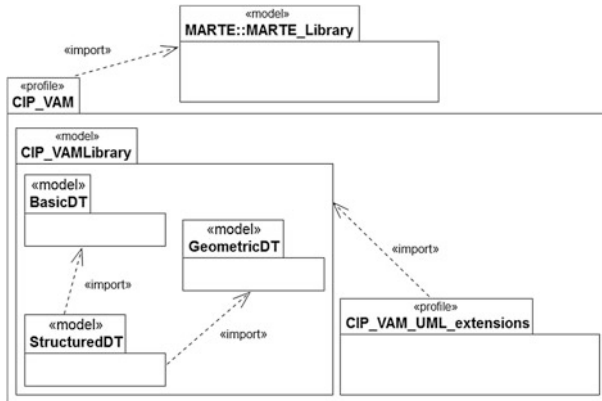 «model»
MARTE::MARTE_Library
«import»
«profile»
CIP_VAM
«model»
CIP_VAMLibrary
«model»
BasicDT
«model»
GeometricDT
«import»
«import»
«profile»
CIP_VAM_UML_extensions
«model»
StructuredDT
«import»